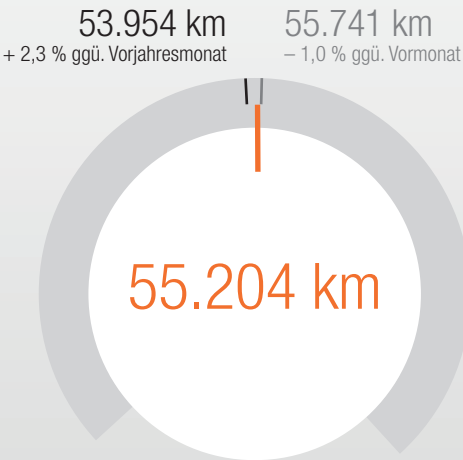 53.954 km
+ 2,3 % ggü. Vorjahresmonat
55.741 km
– 1,0 % ggü. Vormonat
55.204 km